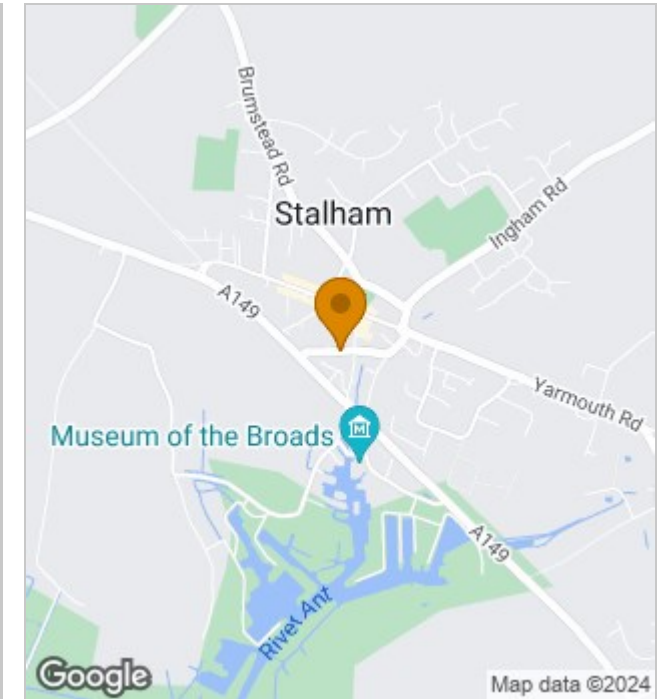 Brumstead Rd
Stalham
Ingham Rd
A149
Yarmouth Rd
Museum of the Broads
M
A149
River Ant
Google
Map data ©2024